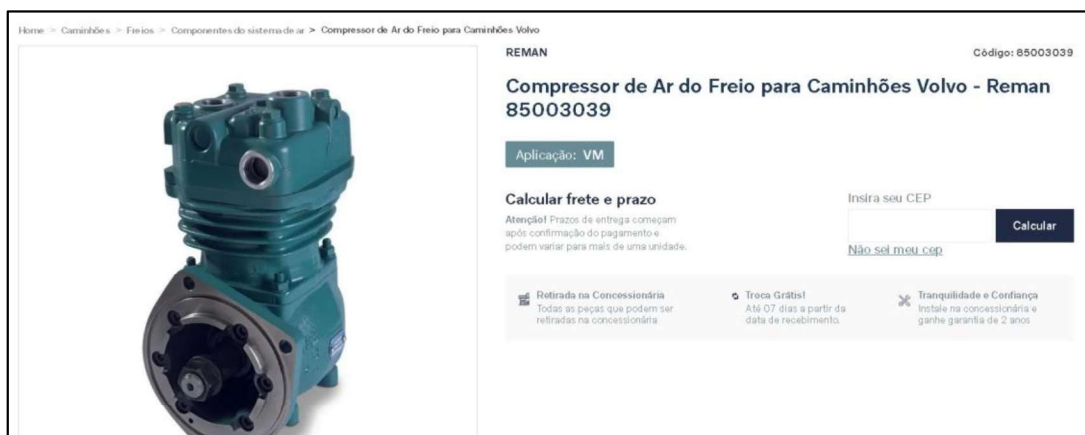 Home > Caminhões > Freios > Componentes do sistema de ar > Compressor de Ar do Freio para Caminhões Volvo
REMAN
Código: 85003039
Compressor de Ar do Freio para Caminhões Volvo - Reman
85003039
Aplicação: VM
Calcular frete e prazo
Atenção! Prazos de entrega começam
após confirmação do pagamento e
podem variar para mais de uma unidade.
Insira seu CEP
Calcular
Não sei meu cep
Retirada na Concessionária
Todas as peças que podem ser
retiradas na concessionária
Troca Grátis!
Até 07 dias a partir da
data de recebimento.
Tranquilidade e Confiança
Instale na concessionária e
ganhe garantia de 2 anos